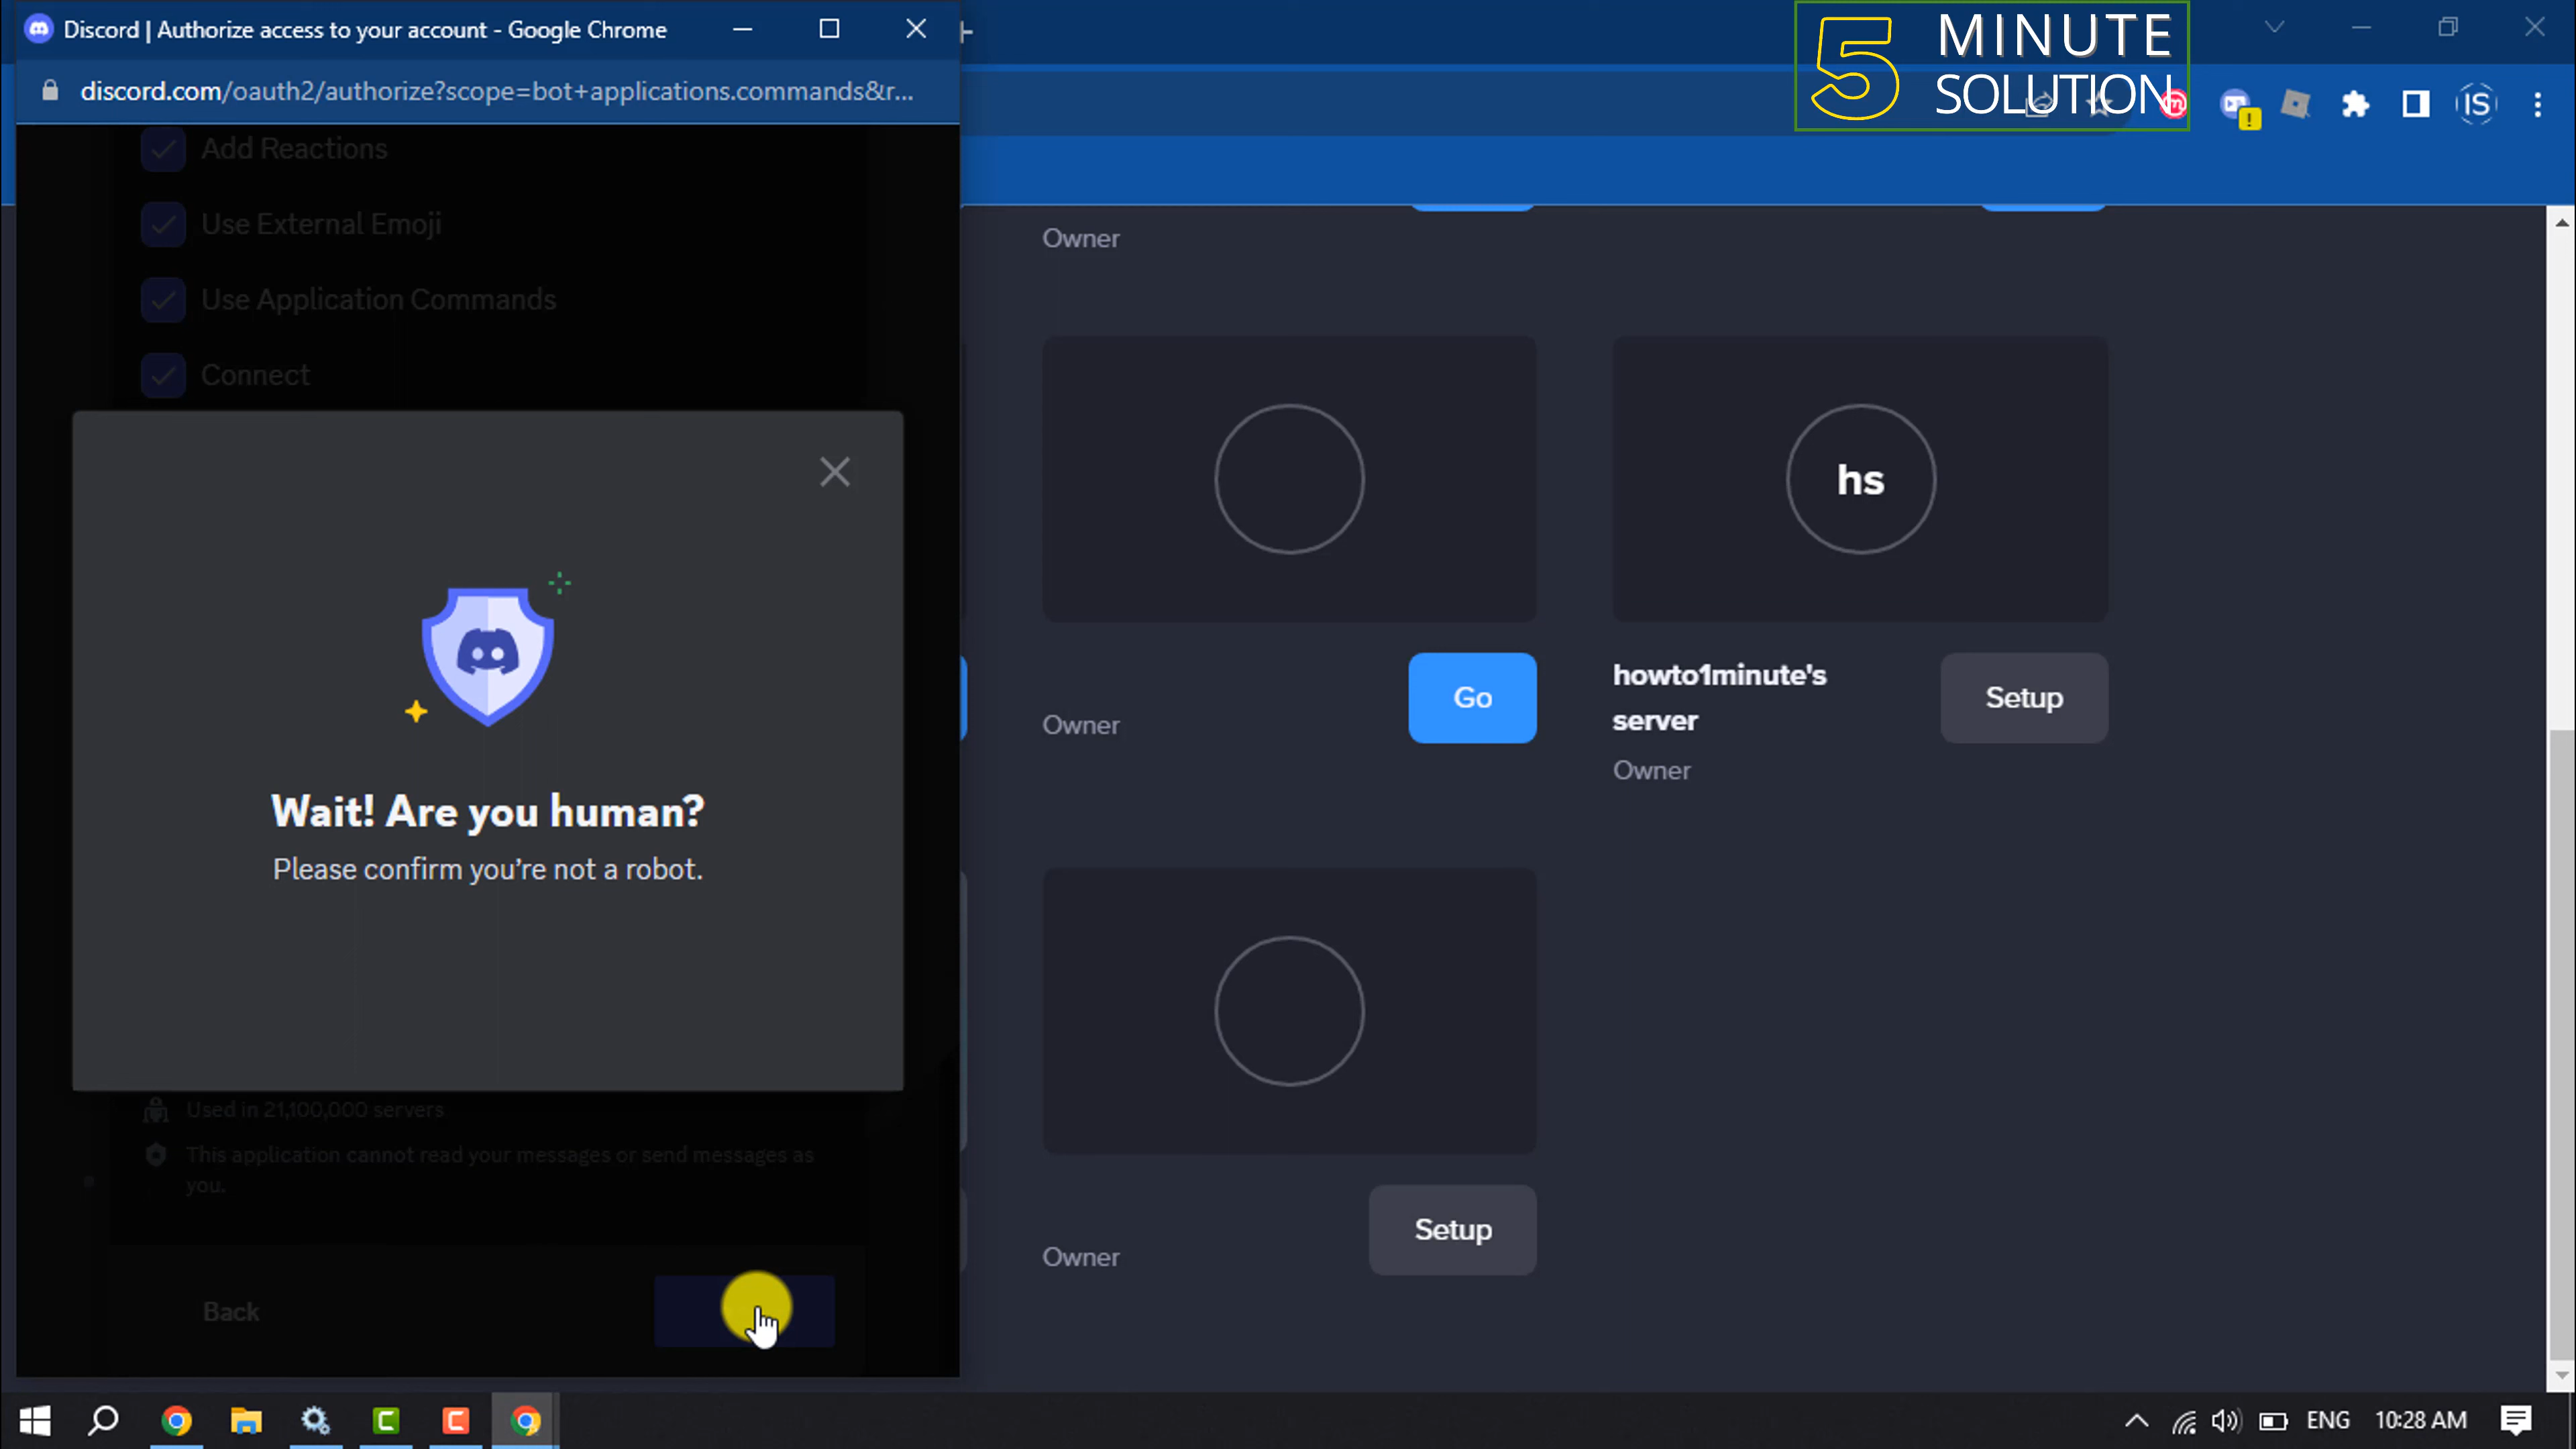 Discord | Authorize access to your account - Google Chrome
discord.com/oauth2/authorize?scope=bot+applications.commands&r...
5 MINUTE
SOLUTION
IS
Add Reactions
Use External Emoji
Use Application Commands
Connect
Wait! Are you human?
Please confirm you're not a robot.
Used in 21,100,000 servers
This application cannot read your messages or send messages as
you.
Back
Owner
hs
Owner
Go
howto1minute's
server
Owner
Setup
Owner
Setup
ENG
10:28 AM